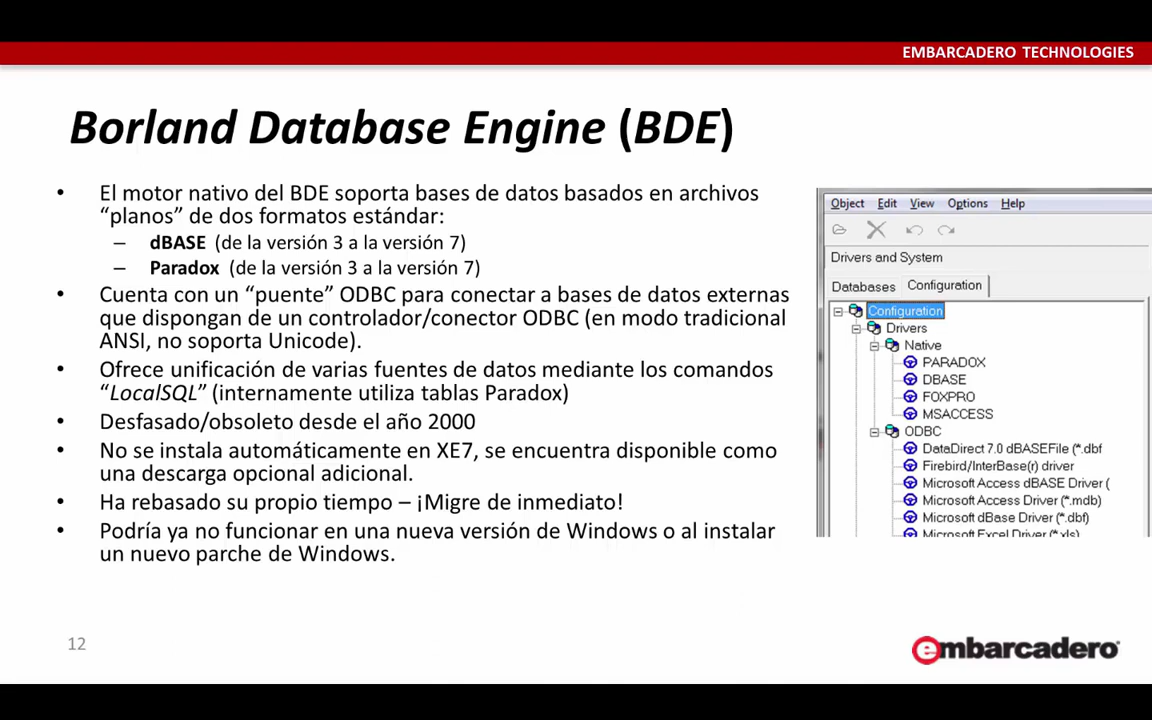 EMBARCADERO TECHNOLOGIES
Borland Database Engine (BDE)
• El motor nativo del BDE soporta bases de datos basados en archivos
“planos” de dos formatos estándar:
– dBASE (de la versión 3 a la versión 7)
– Paradox (de la versión 3 a la versión 7)
• Cuenta con un “puente” ODBC para conectar a bases de datos externas
que dispongan de un controlador/conector ODBC (en modo tradicional
ANSI, no soporta Unicode).
• Ofrece unificación de varias fuentes de datos mediante los comandos
“LocalSQL” (internamente utiliza tablas Paradox)
• Desfasado/obsoleto desde el año 2000
• No se instala automáticamente en XE7, se encuentra disponible como
una descarga opcional adicional.
• Ha rebasado su propio tiempo – ¡Migre de inmediato!
• Podría ya no funcionar en una nueva versión de Windows o al instalar
un nuevo parche de Windows.
Object Edit View Options Help
Drivers and System
Databases Configuration
Configuration
Drivers
Native
PARADOX
DBASE
FOXPRO
MSACCESS
ODBC
DataDirect 7.0 dBASEFile (*.dbf
Firebird/InterBase(r) driver
Microsoft Access dBASE Driver (
Microsoft Access Driver (*.mdb)
Microsoft dBase Driver (*.dbf)
Microsoft Excel Driver (*.xls)
12
embarcadero